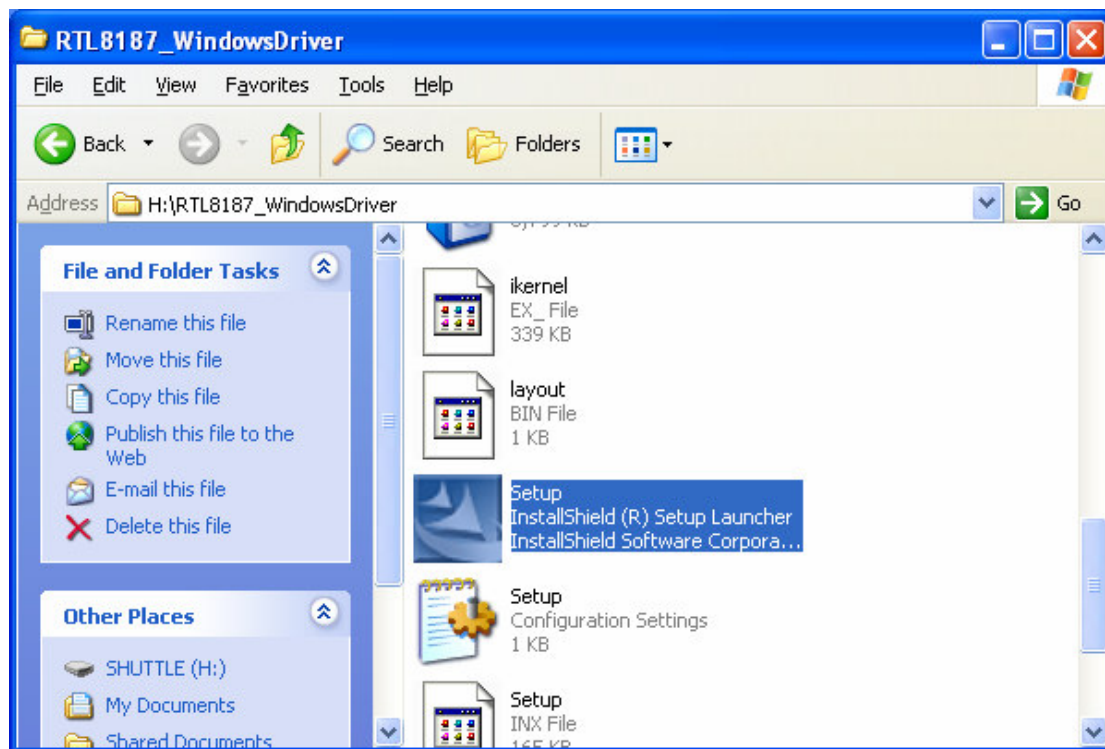 RTL8187_WindowsDriver
File Edit View Favorites Tools Help
Back Search Folders
Address H:\RTL8187_WindowsDriver Go
File and Folder Tasks
Rename this file
Move this file
Copy this file
Publish this file to the
Web
E-mail this file
Delete this file
Other Places
SHUTTLE (H:)
My Documents
Shared Documents
ikernel
EX_ File
339 KB
layout
BIN File
1 KB
Setup
InstallShield (R) Setup Launcher
InstallShield Software Corpora...
Setup
Configuration Settings
1 KB
Setup
INX File